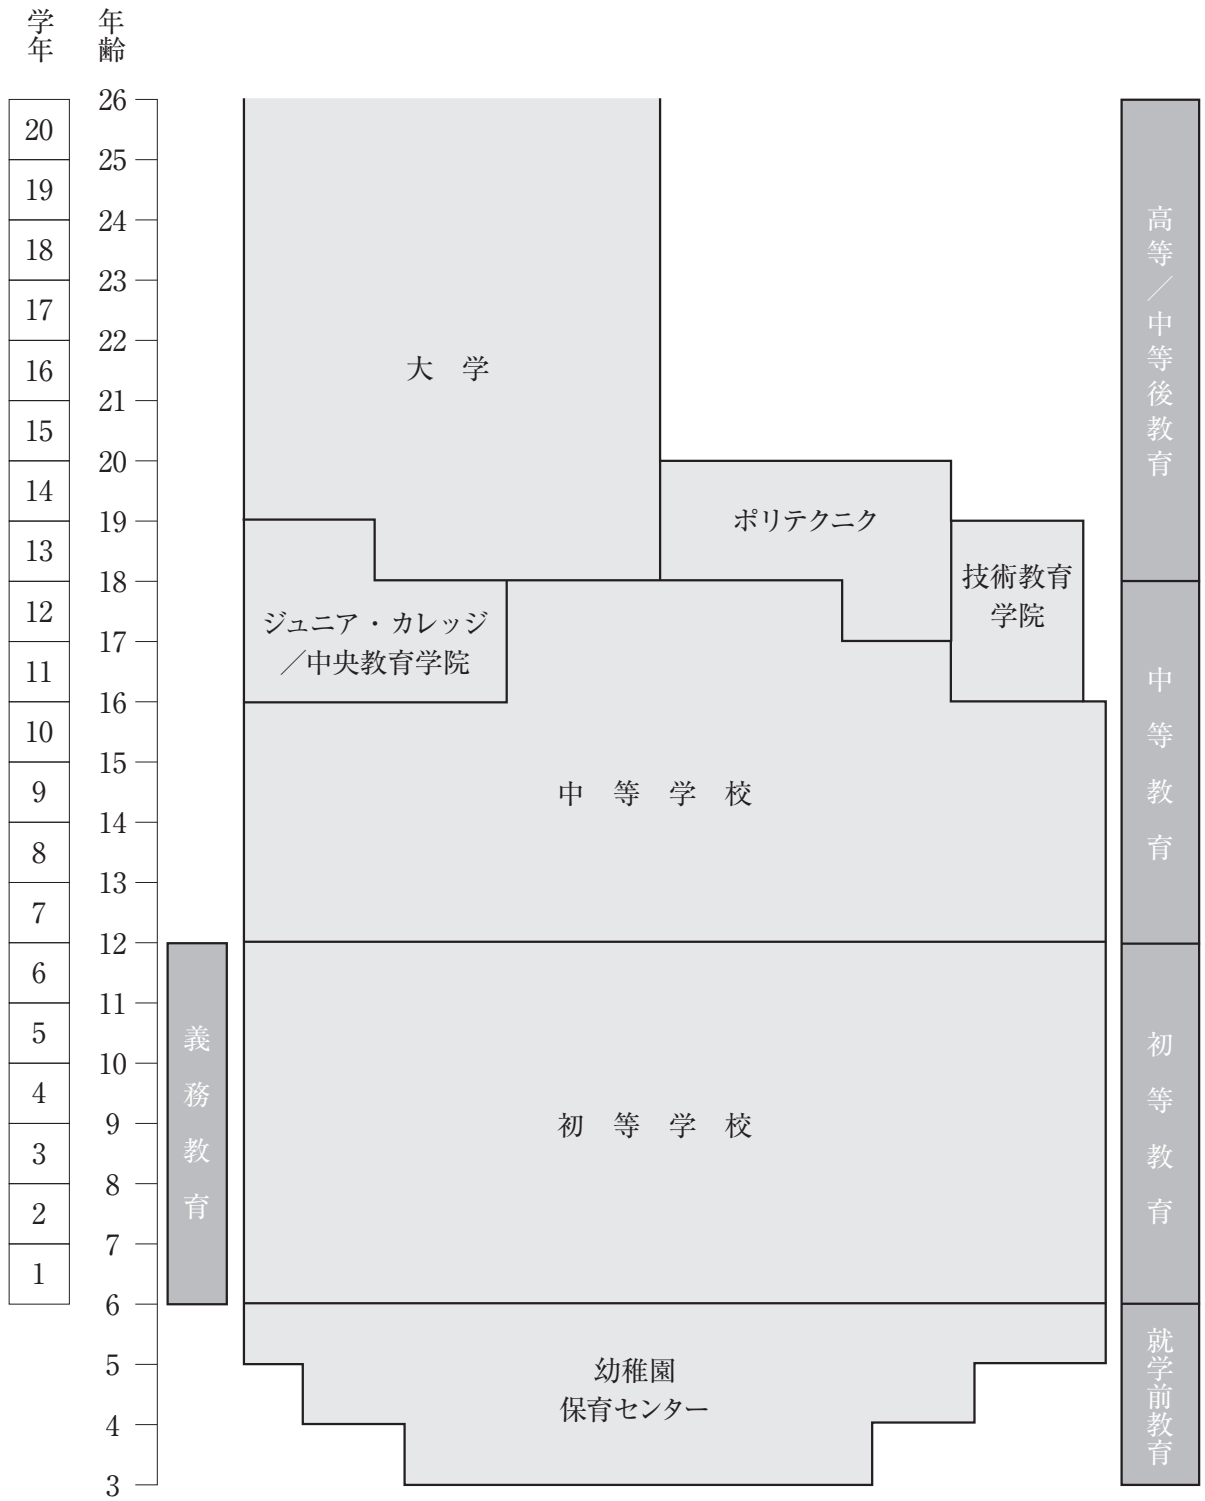 学年
年齢
26
20
25
19
24
18
23
17
22
16
21
15
20
14
19
13
18
12
17
11
16
10
15
9
14
8
13
7
12
6
11
5
10
4
9
3
8
2
7
1
6
5
4
3
義務教育
大学
ポリテクニク
技術教育
学院
ジュニア・カレッジ
／中央教育学院
中等学校
初等学校
幼稚園
保育センター
高等／中等後教育
中等教育
初等教育
就学前教育